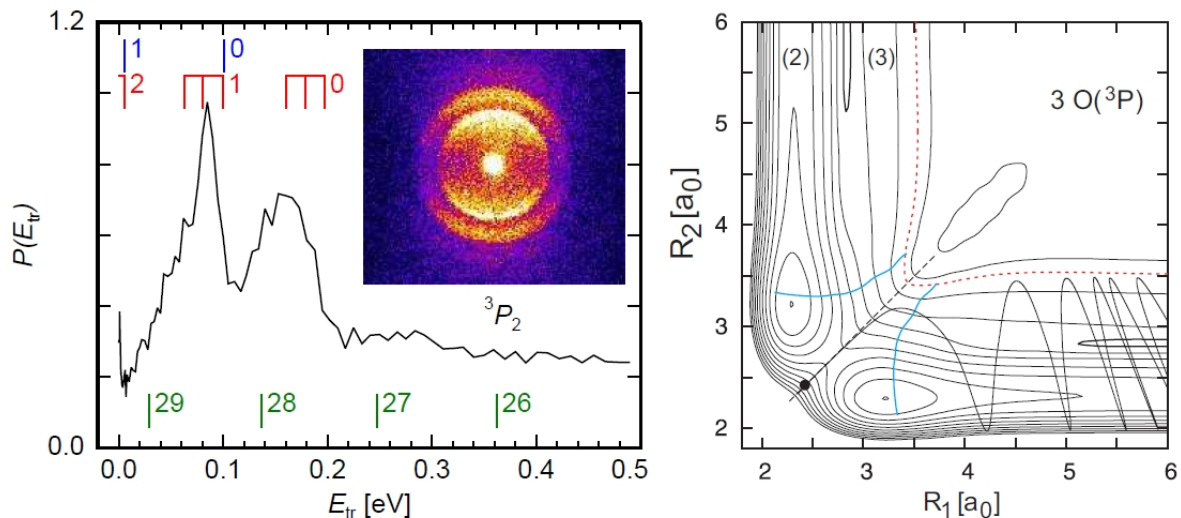 1.2
1 0
2 1 0
P(E_tr)
³P₂
29 28 27 26
0.0
0.0 0.1 0.2 0.3 0.4 0.5
E_tr [eV]
6
(2) (3)
3 O(³P)
5
R₂[a₀]
4
3
2
2 3 4 5 6
R₁[a₀]